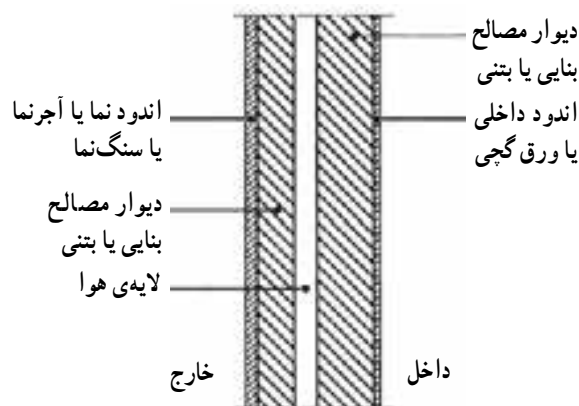 دیوار مصالح
بنایی یا بتنی
اندود داخلی
یا ورق گچی
اندود نما یا آجرنما
یا سنگ‌نما
دیوار مصالح
بنایی یا بتنی
لایه‌ی هوا
داخل
خارج